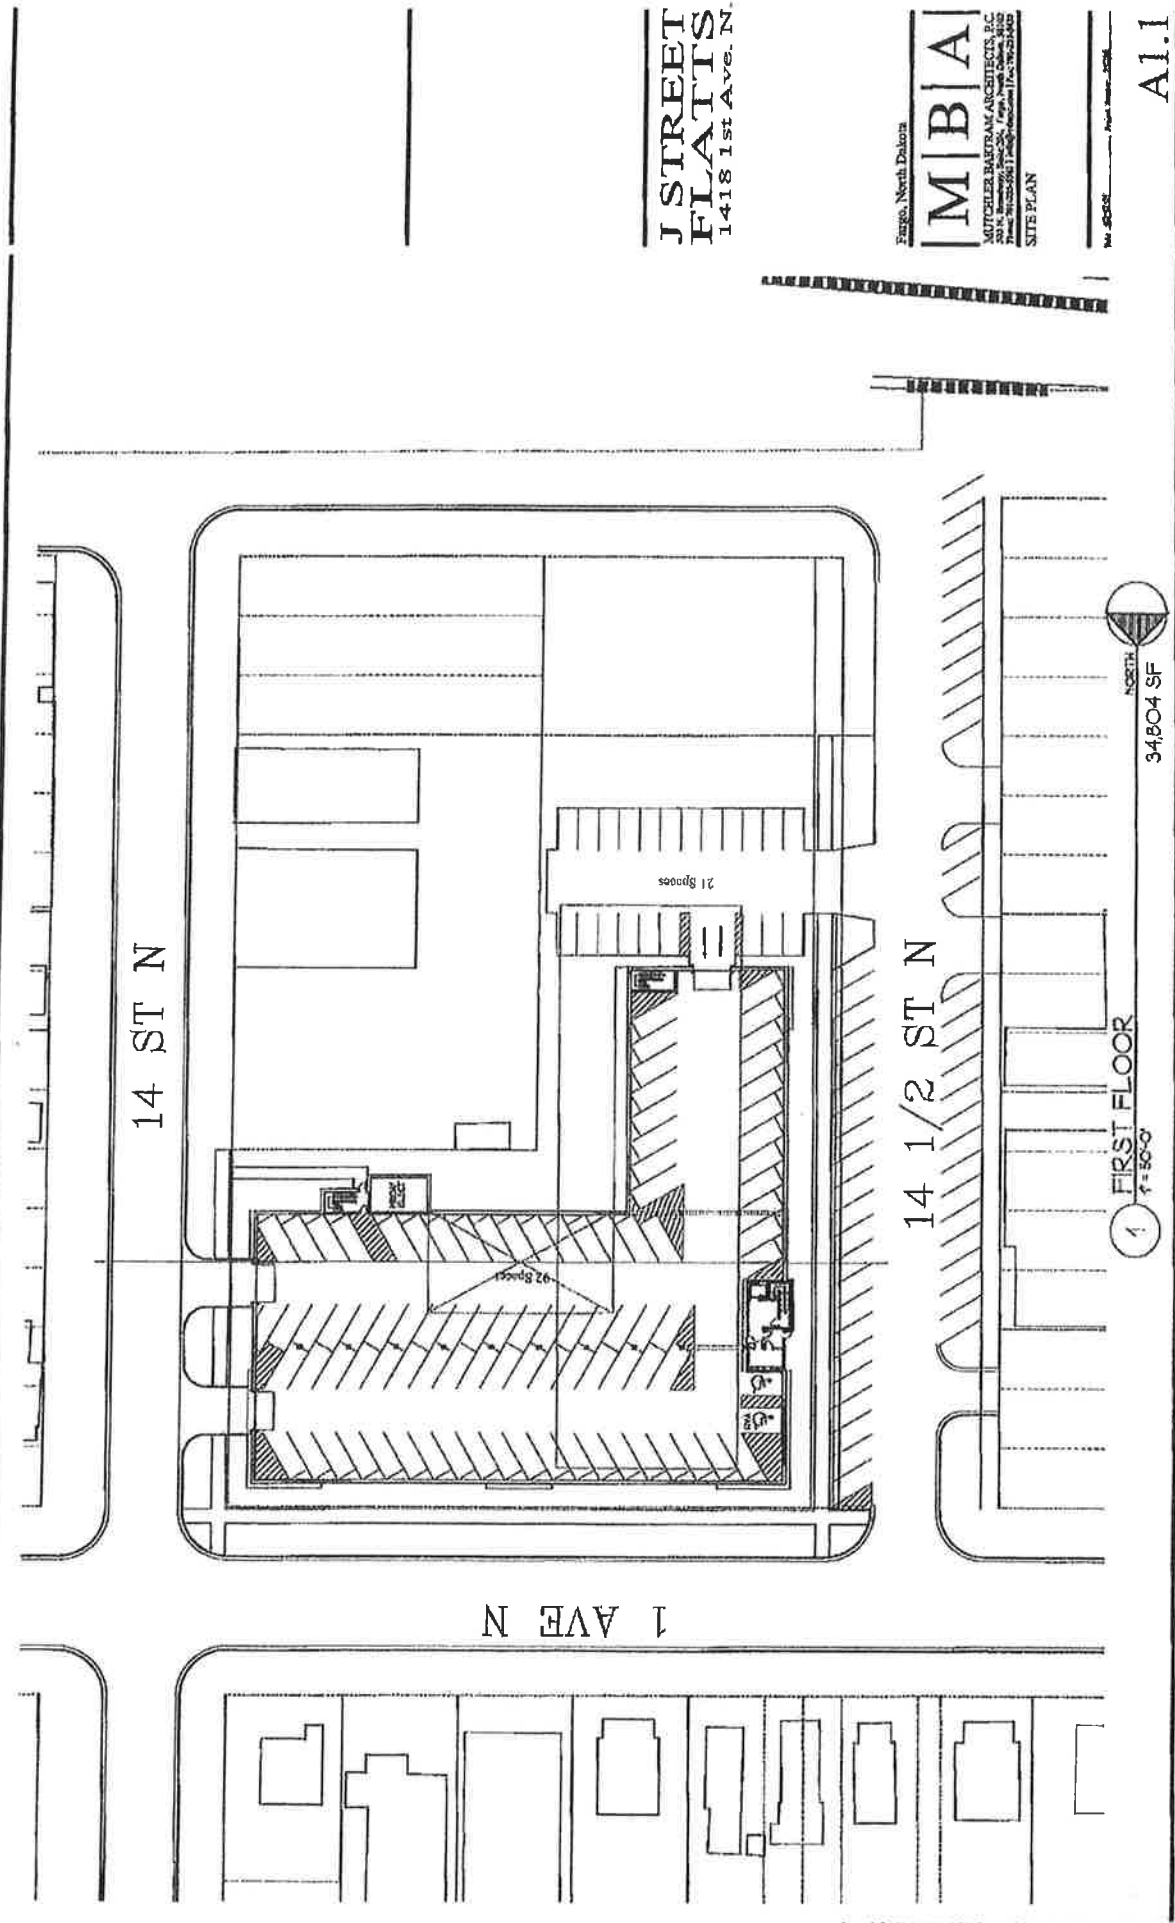 J STREET
FLATTS
1418 1st Ave. N.
Fargo, North Dakota
|M|B|A|
MUTCHLER BARTRAM ARCHITECTS, P.C.
SITE PLAN
A1.1
14 ST N
21 Spaces
92 Spaces
14 1/2 ST N
1 AVE N
1
FIRST FLOOR
1" = 50'-0"
NORTH
34,804 SF